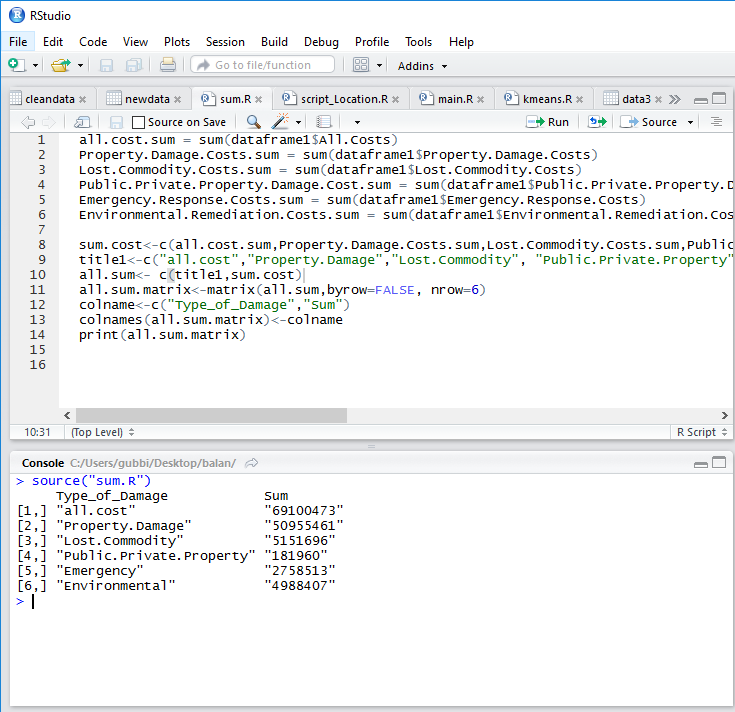 RStudio
File Edit Code View Plots Session Build Debug Profile Tools Help
Go to file/function Addins
cleandata newdata sum.R script_Location.R main.R kmeans.R data3
Source on Save Run Source
1 all.cost.sum = sum(dataframe1$All.Costs)
2 Property.Damage.Costs.sum = sum(dataframe1$Property.Damage.Costs)
3 Lost.Commodity.Costs.sum = sum(dataframe1$Lost.Commodity.Costs)
4 Public.Private.Property.Damage.Cost.sum = sum(dataframe1$Public.Private.Property.D
5 Emergency.Response.Costs.sum = sum(dataframe1$Emergency.Response.Costs)
6 Environmental.Remediation.Costs.sum = sum(dataframe1$Environmental.Remediation.Cos
7
8 sum.cost<-c(all.cost.sum,Property.Damage.Costs.sum,Lost.Commodity.Costs.sum,Public
9 title1<-c("all.cost","Property.Damage","Lost.Commodity", "Public.Private.Property"
10 all.sum<- c(title1,sum.cost)
11 all.sum.matrix<-matrix(all.sum,byrow=FALSE, nrow=6)
12 colname<-c("Type_of_Damage","Sum")
13 colnames(all.sum.matrix)<-colname
14 print(all.sum.matrix)
15
16
10:31 (Top Level) R Script
Console C:/Users/gubbi/Desktop/balan/
> source("sum.R")
Type_of_Damage Sum
[1,] "all.cost" "69100473"
[2,] "Property.Damage" "50955461"
[3,] "Lost.Commodity" "5151696"
[4,] "Public.Private.Property" "181960"
[5,] "Emergency" "2758513"
[6,] "Environmental" "4988407"
>